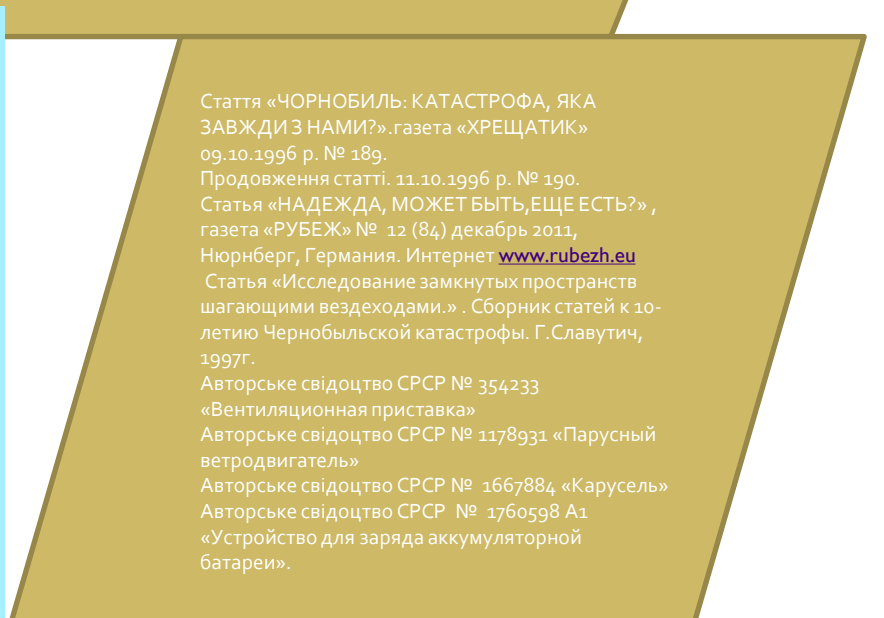 Стаття «ЧОРНОБИЛЬ: КАТАСТРОФА, ЯКА
ЗАВЖДИ З НАМИ?».газета «ХРЕЩАТИК»
09.10.1996 р. № 189.
Продовження статті. 11.10.1996 р. № 190.
Статья «НАДЕЖДА, МОЖЕТ БЫТЬ,ЕЩЕ ЕСТЬ?» ,
газета «РУБЕЖ» № 12 (84) декабрь 2011,
Нюрнберг, Германия. Интернет www.rubezh.eu
Статья «Исследование замкнутых пространств
шагающими вездеходами.» . Сборник статей к 10-
летию Чернобыльской катастрофы. Г.Славутич,
1997г.
Авторське свідоцтво СРСР № 354233
«Вентиляционная приставка»
Авторське свідоцтво СРСР № 1178931 «Парусный
ветродвигатель»
Авторське свідоцтво СРСР № 1667884 «Карусель»
Авторське свідоцтво СРСР № 1760598 А1
«Устройство для заряда аккумуляторной
батареи».